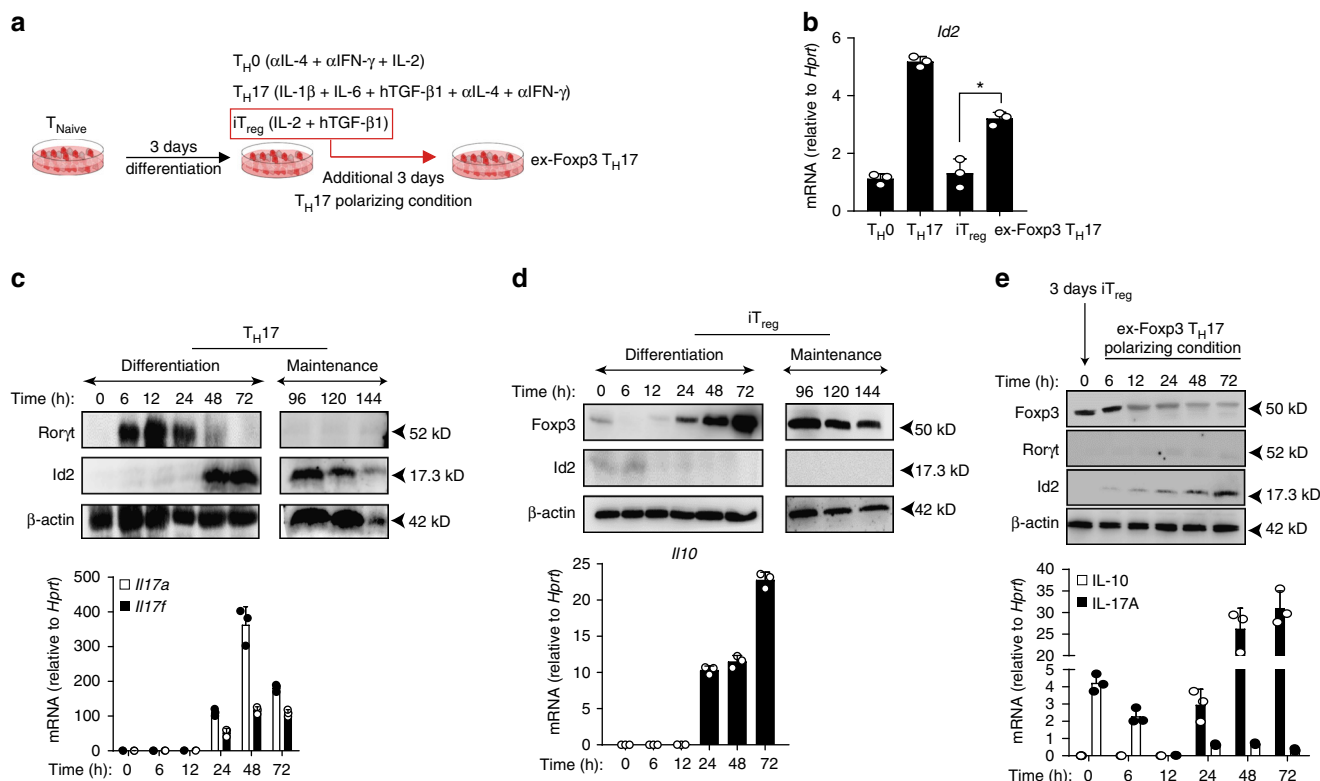 a
T_H0 (αIL-4 + αIFN-γ + IL-2)
T_H17 (IL-1β + IL-6 + hTGF-β1 + αIL-4 + αIFN-γ)
iT_reg (IL-2 + hTGF-β1)
T_Naive
3 days
differentiation
Additional 3 days
T_H17 polarizing condition
ex-Foxp3 T_H17
b
Id2
mRNA (relative to Hprt)
6
4
2
0
*
T_H0 T_H17 iT_reg ex-Foxp3 T_H17
c
T_H17
Differentiation Maintenance
Time (h): 0 6 12 24 48 72 96 120 144
Rorγt 52 kD
Id2 17.3 kD
β-actin 42 kD
mRNA (relative to Hprt)
500
400
300
200
100
0
Il17a
Il17f
Time (h): 0 6 12 24 48 72
d
iT_reg
Differentiation Maintenance
Time (h): 0 6 12 24 48 72 96 120 144
Foxp3 50 kD
Id2 17.3 kD
β-actin 42 kD
Il10
mRNA (relative to Hprt)
25
20
15
10
5
0
Time (h): 0 6 12 24 48 72
e
3 days iT_reg
ex-Foxp3 T_H17
polarizing condition
Time (h): 0 6 12 24 48 72
Foxp3 50 kD
Rorγt 52 kD
Id2 17.3 kD
β-actin 42 kD
mRNA (relative to Hprt)
40
35
30
25
20
5
4
3
2
1
0
IL-10
IL-17A
Time (h): 0 6 12 24 48 72